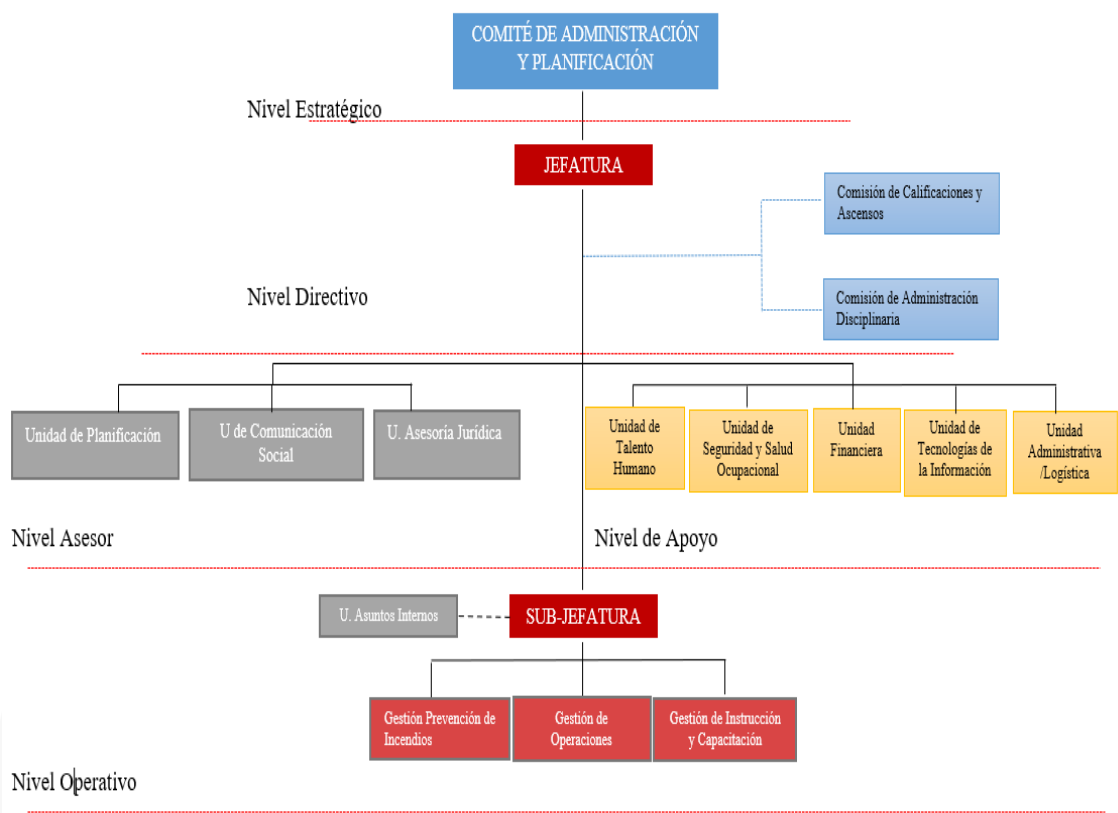 COMITÉ DE ADMINISTRACIÓN
Y PLANIFICACIÓN
Nivel Estratégico
JEFATURA
Comisión de Calificaciones y
Ascensos
Nivel Directivo
Comisión de Administración
Disciplinaria
Unidad de Planificación
U de Comunicación
Social
U. Asesoría Jurídica
Unidad de
Talento
Humano
Unidad de
Seguridad y Salud
Ocupacional
Unidad
Financiera
Unidad de
Tecnologías de
la Información
Unidad
Administrativa
/Logística
Nivel Asesor
Nivel de Apoyo
U. Asuntos Internos
SUB-JEFATURA
Gestión Prevención de
Incendios
Gestión de
Operaciones
Gestión de Instrucción
y Capacitación
Nivel Operativo